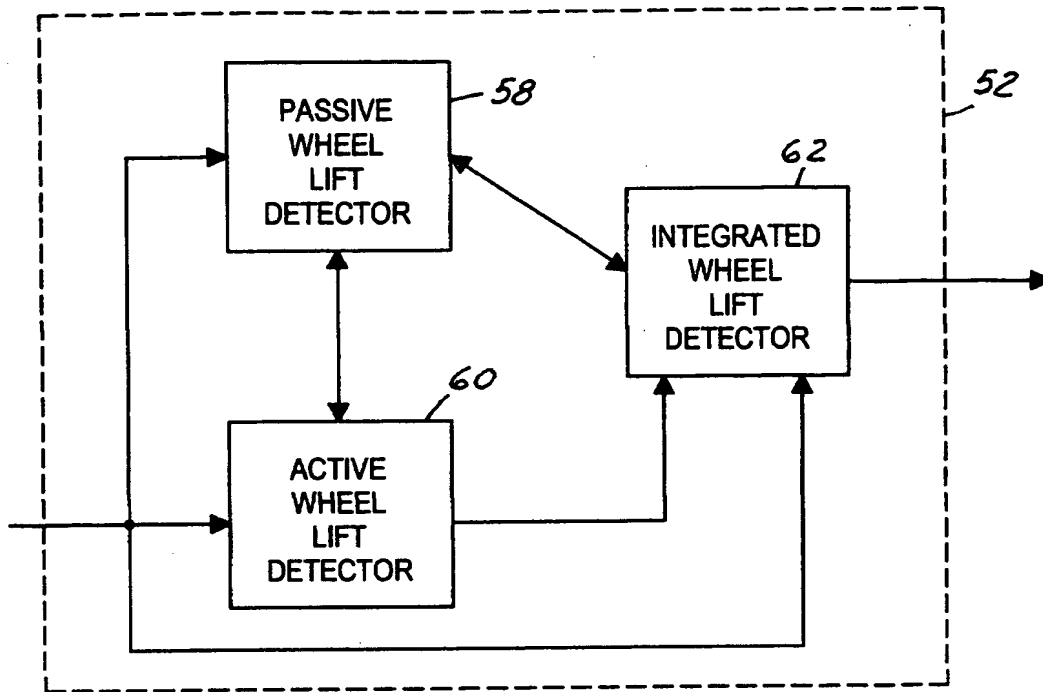 58
PASSIVE
WHEEL
LIFT
DETECTOR
52
62
INTEGRATED
WHEEL
LIFT
DETECTOR
60
ACTIVE
WHEEL
LIFT
DETECTOR